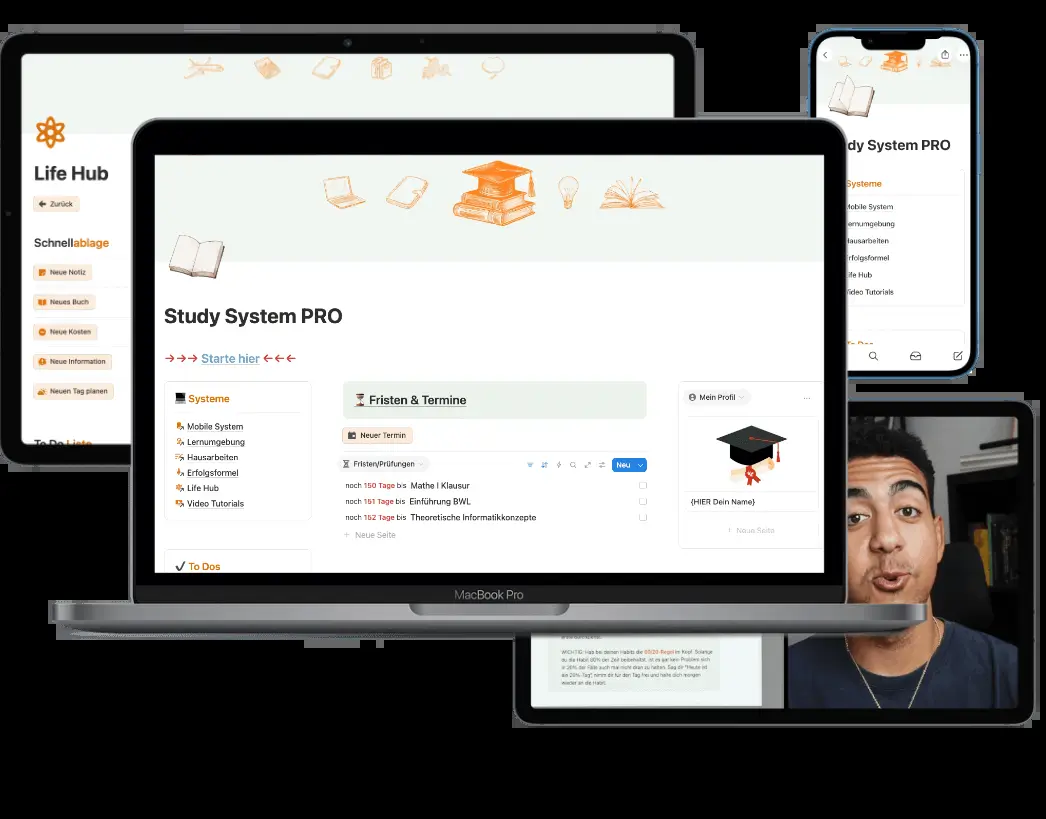 Life Hub
Zurück
Schnellablage
Neue Notiz
Neues Buch
Neue Kosten
Neue Information
Neuen Tag planen
To Do Liste
Study System PRO
→→→ Starte hier ←←←
Systeme
Mobile System
Lernumgebung
Hausarbeiten
Erfolgsformel
Life Hub
Video Tutorials
To Dos
Fristen & Termine
Neuer Termin
Fristen/Prüfungen
Neu
noch 150 Tage bis Mathe I Klausur
noch 151 Tage bis Einführung BWL
noch 152 Tage bis Theoretische Informatikkonzepte
+ Neue Seite
Mein Profil
...
{HIER Dein Name}
+ Neue Seite
MacBook Pro
dy System PRO
Systeme
Mobile System
Lernumgebung
Hausarbeiten
Erfolgsformel
Life Hub
Video Tutorials
To Dos
WICHTIG: Hab bei deinen Habits die 80/20-Regel im Kopf. Solange
du die Habit 80% der Zeit beibehältst, ist es gar kein Problem sich
in 20% der Fälle auch mal nicht dran zu halten. Sag dir "Heute ist
ein 20%-Tag", nimm dir für den Tag frei und halte dich morgen
wieder an die Habit.